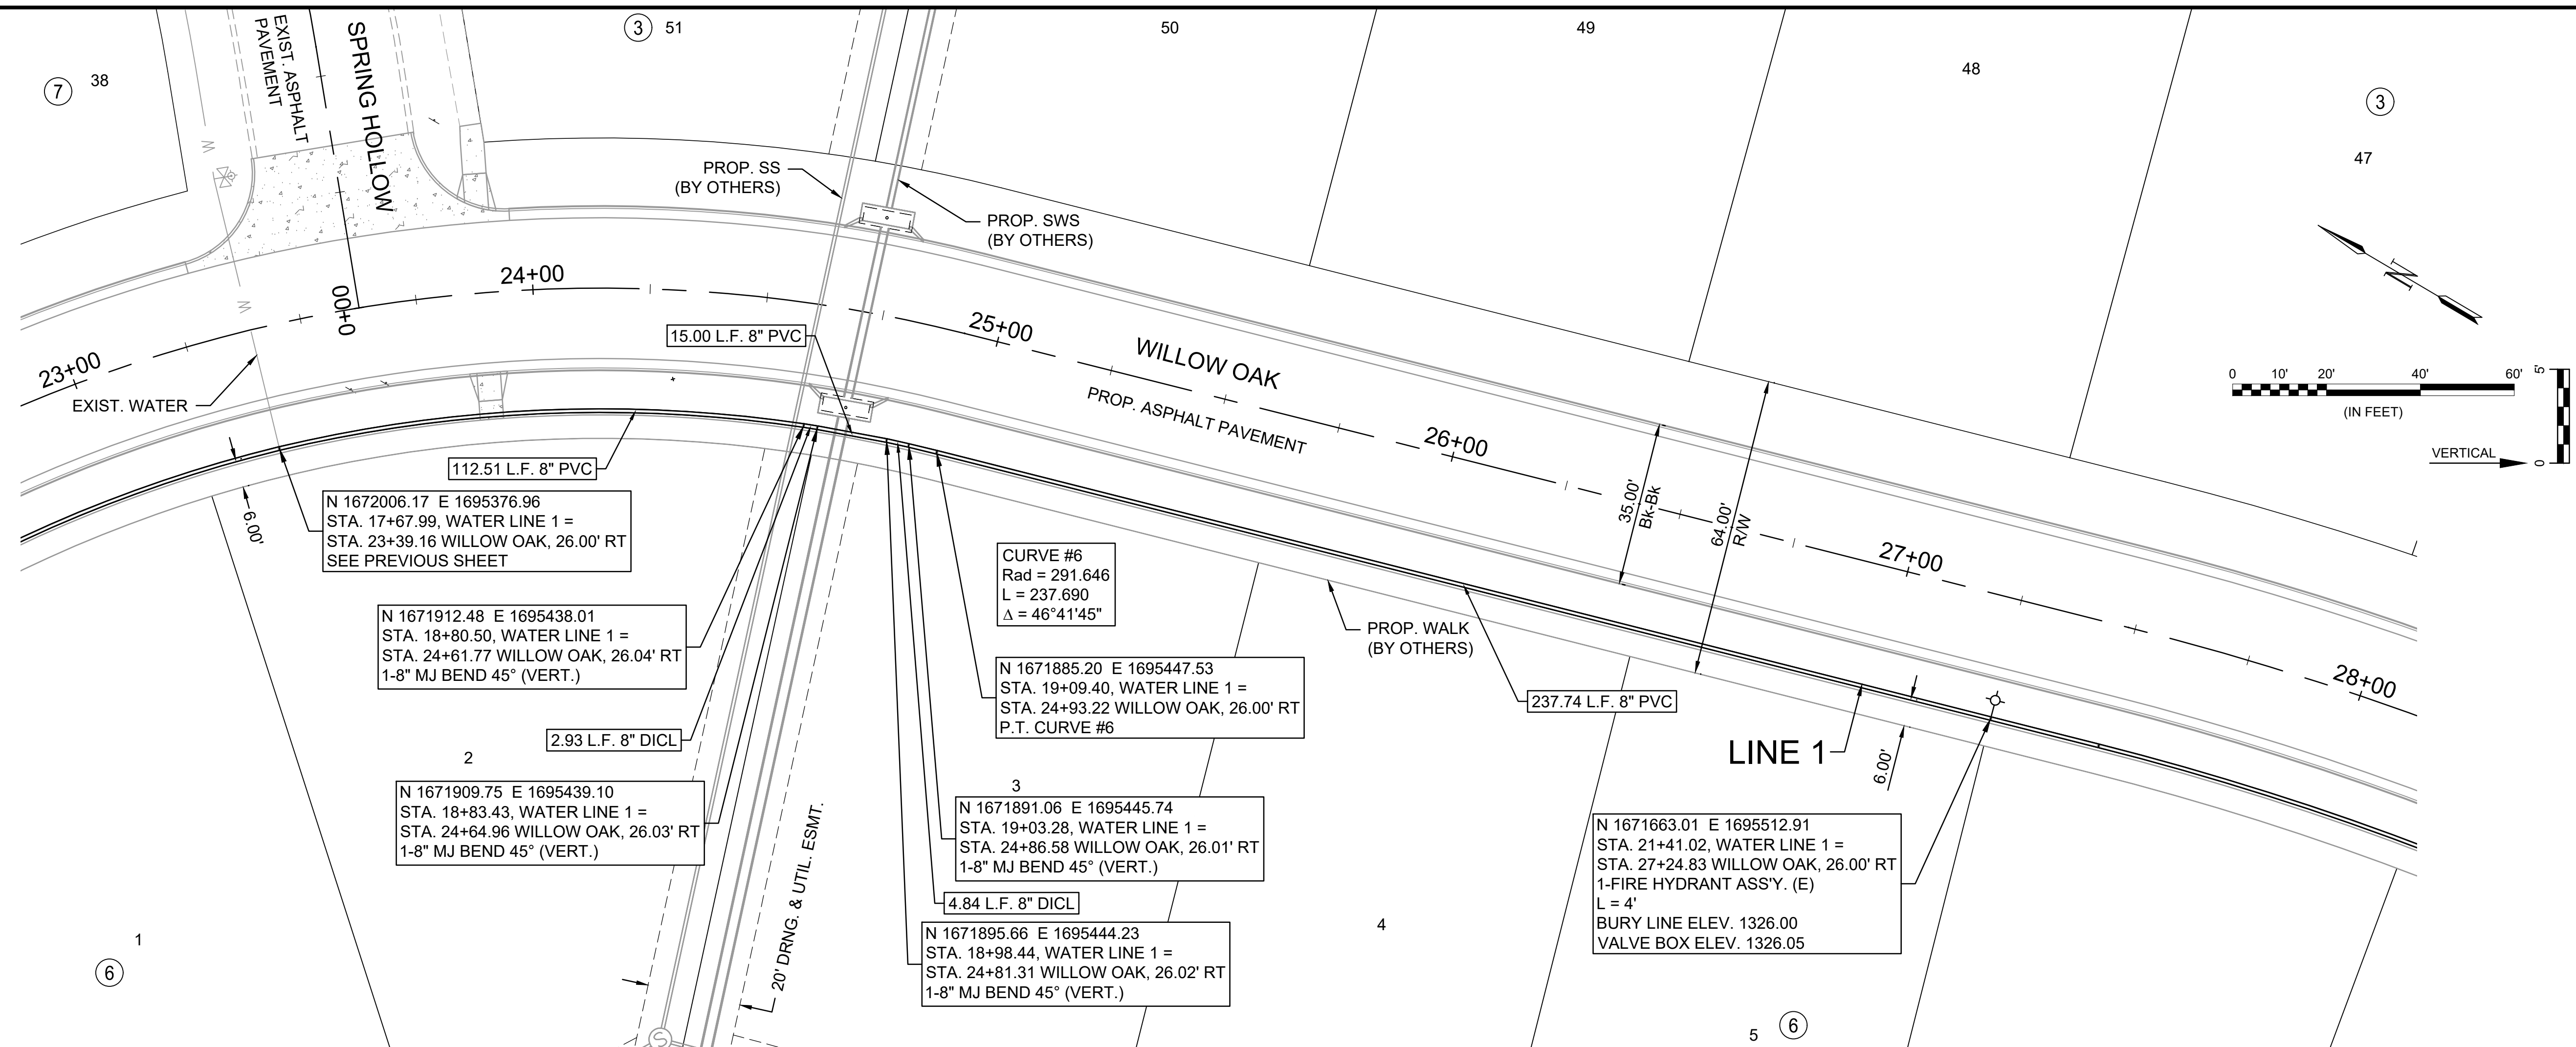 7
38
EXIST. ASPHALT
PAVEMENT
SPRING HOLLOW
3
51
50
49
48
3
47
W
W
PROP. SS
(BY OTHERS)
PROP. SWS
(BY OTHERS)
N
23+00
0+00
24+00
25+00
WILLOW OAK
PROP. ASPHALT PAVEMENT
26+00
27+00
28+00
EXIST. WATER
15.00 L.F. 8" PVC
35.00'
Bk-Bk
64.00'
R/W
0 10' 20' 40' 60'
(IN FEET)
VERTICAL
0
5'
6.00'
112.51 L.F. 8" PVC
N 1672006.17 E 1695376.96
STA. 17+67.99, WATER LINE 1 =
STA. 23+39.16 WILLOW OAK, 26.00' RT
SEE PREVIOUS SHEET
CURVE #6
Rad = 291.646
L = 237.690
Δ = 46°41'45"
N 1671912.48 E 1695438.01
STA. 18+80.50, WATER LINE 1 =
STA. 24+61.77 WILLOW OAK, 26.04' RT
1-8" MJ BEND 45° (VERT.)
N 1671885.20 E 1695447.53
STA. 19+09.40, WATER LINE 1 =
STA. 24+93.22 WILLOW OAK, 26.00' RT
P.T. CURVE #6
PROP. WALK
(BY OTHERS)
237.74 L.F. 8" PVC
LINE 1
6.00'
2.93 L.F. 8" DICL
2
N 1671909.75 E 1695439.10
STA. 18+83.43, WATER LINE 1 =
STA. 24+64.96 WILLOW OAK, 26.03' RT
1-8" MJ BEND 45° (VERT.)
20' DRNG. & UTIL. ESMT.
3
N 1671891.06 E 1695445.74
STA. 19+03.28, WATER LINE 1 =
STA. 24+86.58 WILLOW OAK, 26.01' RT
1-8" MJ BEND 45° (VERT.)
4.84 L.F. 8" DICL
N 1671895.66 E 1695444.23
STA. 18+98.44, WATER LINE 1 =
STA. 24+81.31 WILLOW OAK, 26.02' RT
1-8" MJ BEND 45° (VERT.)
N 1671663.01 E 1695512.91
STA. 21+41.02, WATER LINE 1 =
STA. 27+24.83 WILLOW OAK, 26.00' RT
1-FIRE HYDRANT ASS'Y. (E)
L = 4'
BURY LINE ELEV. 1326.00
VALVE BOX ELEV. 1326.05
1
6
4
5
6
S